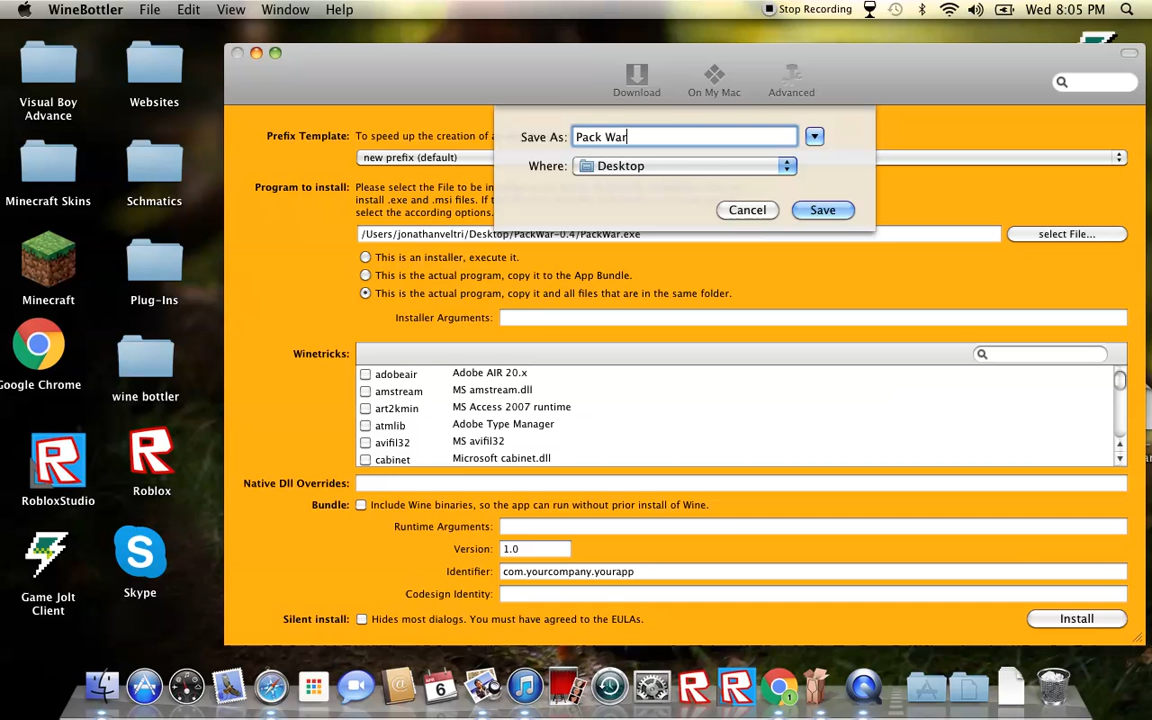 WineBottler File Edit View Window Help Stop Recording Wed 8:05 PM
Visual Boy Advance
Websites
Minecraft Skins
Schmatics
Minecraft
Plug-Ins
Google Chrome
wine bottler
RobloxStudio
Roblox
Game Jolt Client
Skype
Download On My Mac Advanced
Save As: Pack War
Where: Desktop
Cancel Save
Prefix Template: To speed up the creation of
new prefix (default)
Program to install: Please select the File to be in
install .exe and .msi files. If
select the according options.
/Users/jonathanveltri/Desktop/PackWar-0.4/PackWar.exe select File...
This is an installer, execute it.
This is the actual program, copy it to the App Bundle.
This is the actual program, copy it and all files that are in the same folder.
Installer Arguments:
Winetricks:
adobeair Adobe AIR 20.x
amstream MS amstream.dll
art2kmin MS Access 2007 runtime
atmlib Adobe Type Manager
avifil32 MS avifil32
cabinet Microsoft cabinet.dll
Native Dll Overrides:
Bundle: Include Wine binaries, so the app can run without prior install of Wine.
Runtime Arguments:
Version: 1.0
Identifier: com.yourcompany.yourapp
Codesign Identity:
Silent install: Hides most dialogs. You must have agreed to the EULAs.
Install
APR
6
1